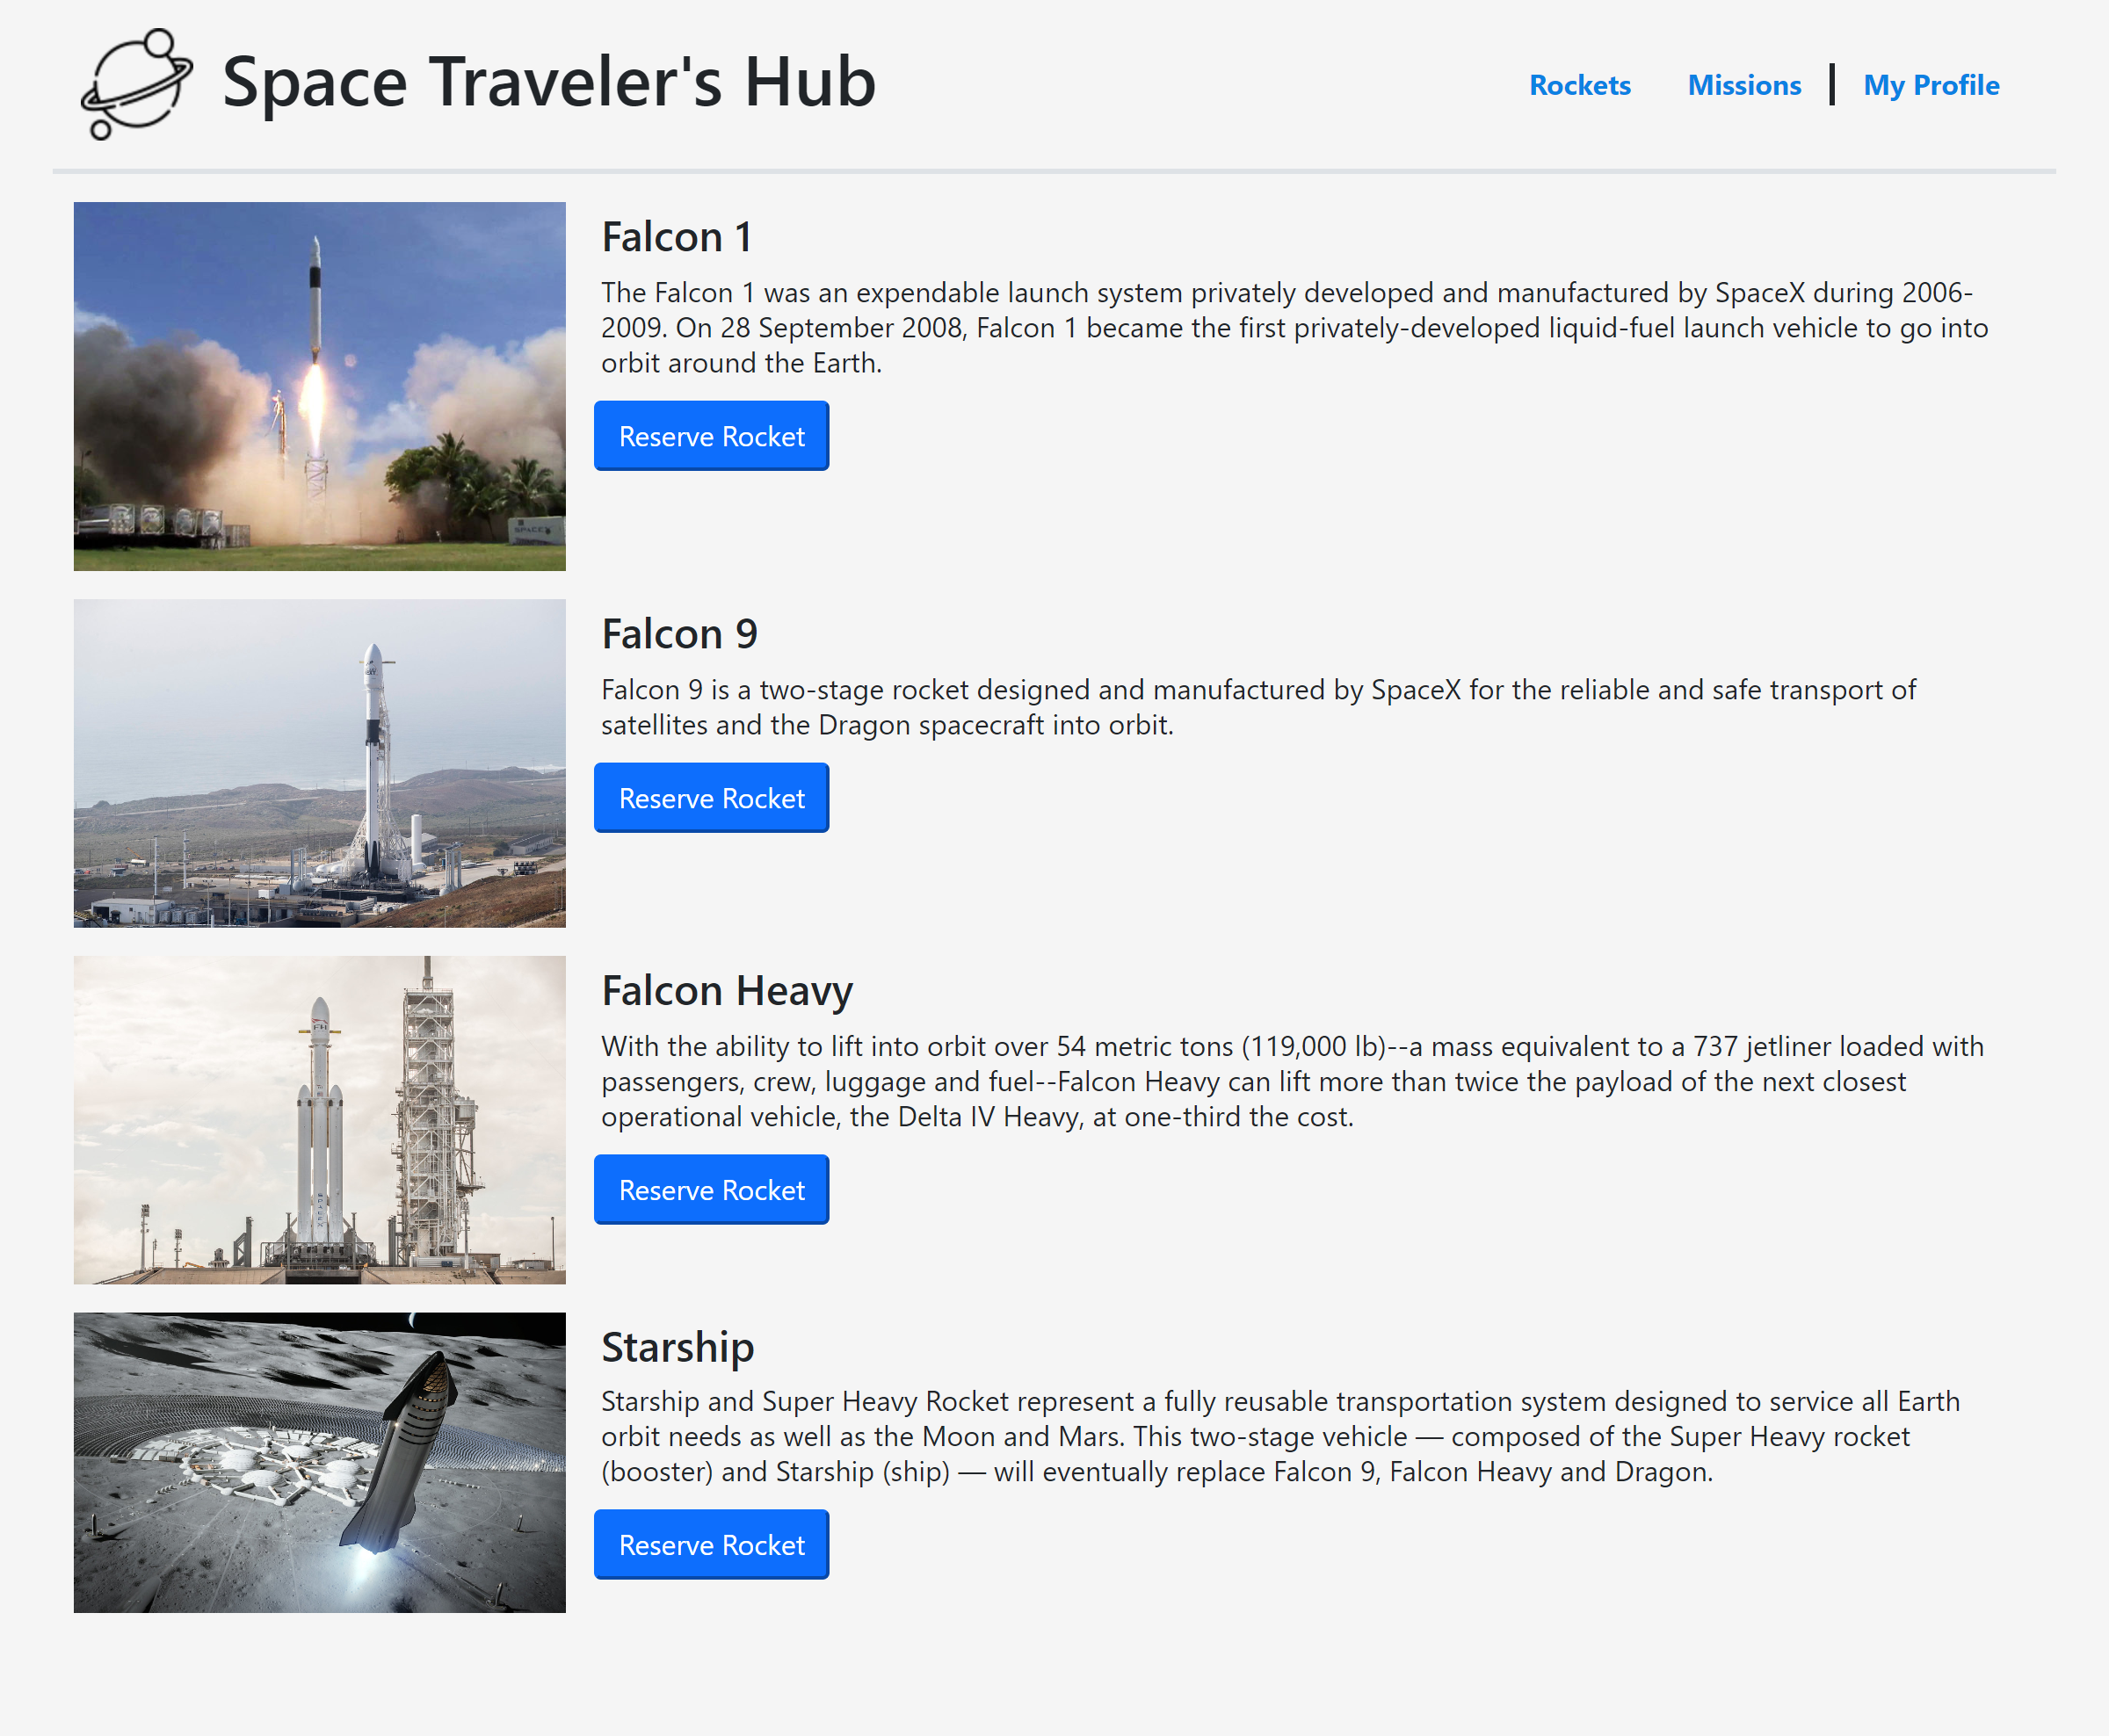 Space Traveler's Hub
Rockets Missions My Profile
Falcon 1
The Falcon 1 was an expendable launch system privately developed and manufactured by SpaceX during 2006-
2009. On 28 September 2008, Falcon 1 became the first privately-developed liquid-fuel launch vehicle to go into
orbit around the Earth.
Reserve Rocket
SPACEX
Falcon 9
Falcon 9 is a two-stage rocket designed and manufactured by SpaceX for the reliable and safe transport of
satellites and the Dragon spacecraft into orbit.
Reserve Rocket
Falcon Heavy
FH
With the ability to lift into orbit over 54 metric tons (119,000 lb)--a mass equivalent to a 737 jetliner loaded with
passengers, crew, luggage and fuel--Falcon Heavy can lift more than twice the payload of the next closest
operational vehicle, the Delta IV Heavy, at one-third the cost.
Reserve Rocket
SPACEX
Starship
Starship and Super Heavy Rocket represent a fully reusable transportation system designed to service all Earth
orbit needs as well as the Moon and Mars. This two-stage vehicle — composed of the Super Heavy rocket
(booster) and Starship (ship) — will eventually replace Falcon 9, Falcon Heavy and Dragon.
Reserve Rocket